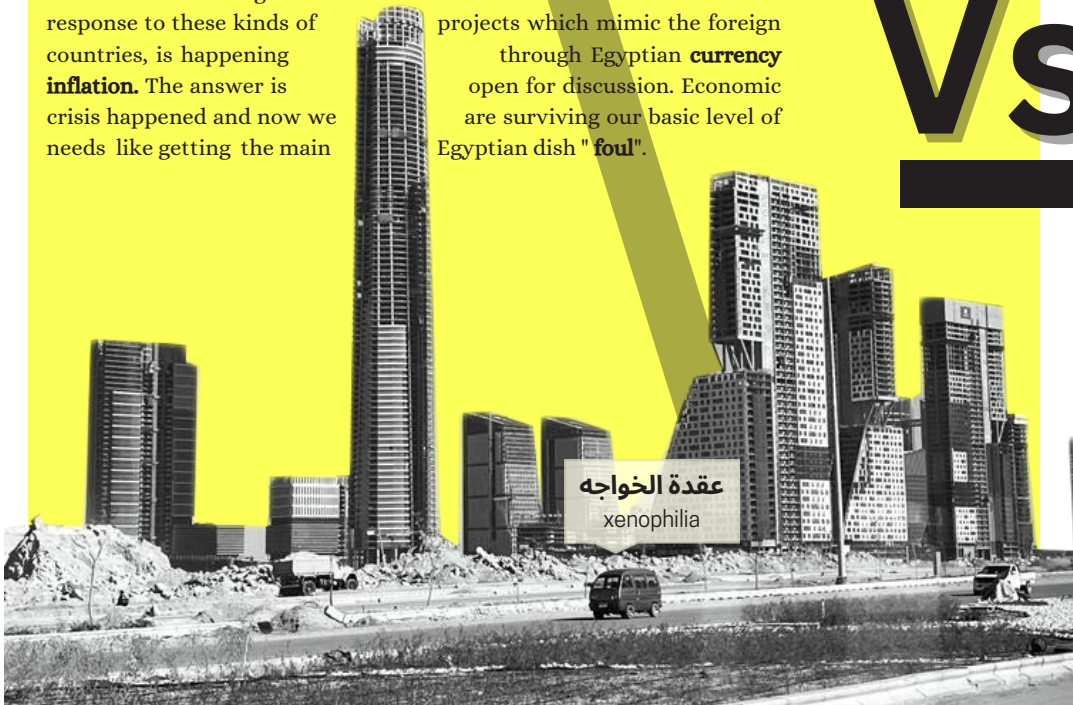 response to these kinds of projects which mimic the foreign
countries, is happening through Egyptian currency
inflation. The answer is open for discussion. Economic
crisis happened and now we are surviving our basic level of
needs like getting the main Egyptian dish " foul".
Vs
عقدة الخواجه
xenophilia